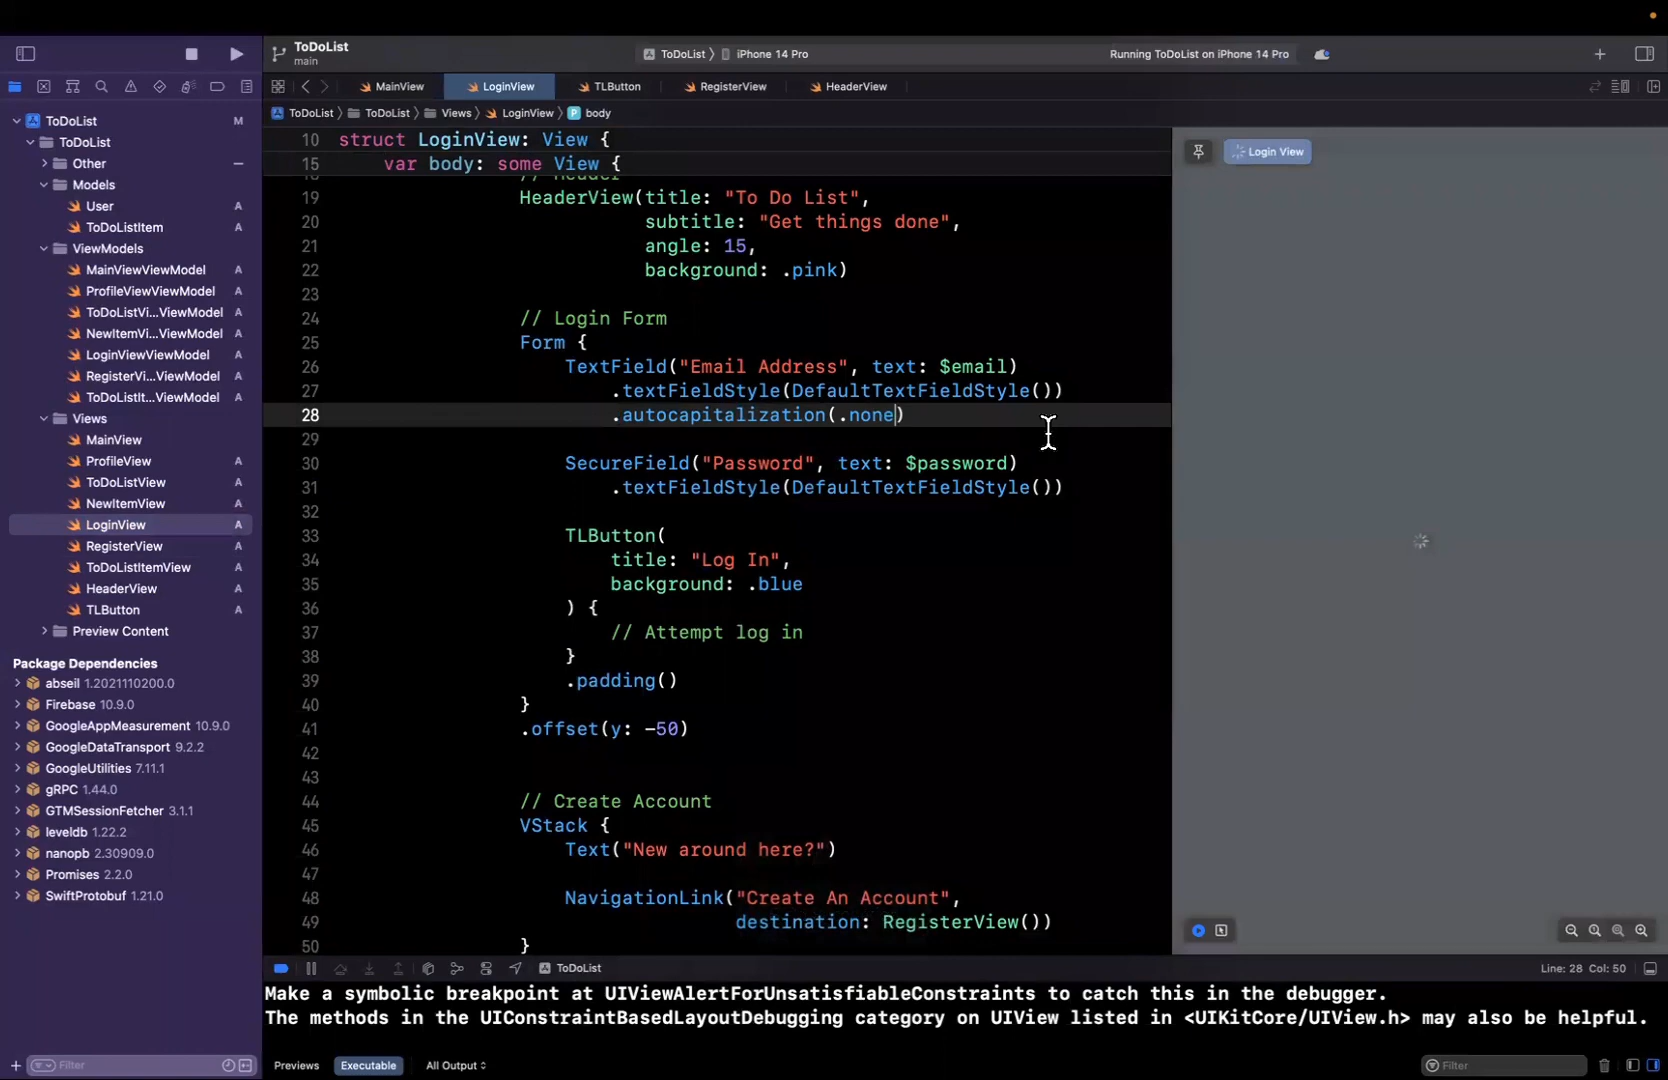 ToDoList
main
ToDoList
iPhone 14 Pro
Running ToDoList on iPhone 14 Pro
MainView
LoginView
TLButton
RegisterView
HeaderView
ToDoList
ToDoList
Views
LoginView
P
body
ToDoList M
ToDoList
Other
Models
User A
ToDoListItem A
ViewModels
MainViewViewModel A
ProfileViewModel A
ToDoListVi...ViewModel A
NewItemVi...ViewModel A
LoginViewViewModel A
RegisterVi...ViewModel A
ToDoListIt...ViewModel A
Views
MainView A
ProfileView A
ToDoListView A
NewItemView A
LoginView A
RegisterView A
ToDoListItemView A
HeaderView A
TLButton A
Preview Content
Package Dependencies
abseil 1.2021110200.0
Firebase 10.9.0
GoogleAppMeasurement 10.9.0
GoogleDataTransport 9.2.2
GoogleUtilities 7.11.1
gRPC 1.44.0
GTMSessionFetcher 3.1.1
leveldb 1.22.2
nanopb 2.30909.0
Promises 2.2.0
SwiftProtobuf 1.21.0
Filter
10 struct LoginView: View {
15 var body: some View {
19 HeaderView(title: "To Do List",
20 subtitle: "Get things done",
21 angle: 15,
22 background: .pink)
23
24 // Login Form
25 Form {
26 TextField("Email Address", text: $email)
27 .textFieldStyle(DefaultTextFieldStyle())
28 .autocapitalization(.none)
29
30 SecureField("Password", text: $password)
31 .textFieldStyle(DefaultTextFieldStyle())
32
33 TLButton(
34 title: "Log In",
35 background: .blue
36 ) {
37 // Attempt log in
38 }
39 .padding()
40 }
41 .offset(y: -50)
42
43
44 // Create Account
45 VStack {
46 Text("New around here?")
47
48 NavigationLink("Create An Account",
49 destination: RegisterView())
50 }
Login View
ToDoList
Line: 28 Col: 50
Make a symbolic breakpoint at UIViewAlertForUnsatisfiableConstraints to catch this in the debugger.
The methods in the UIConstraintBasedLayoutDebugging category on UIView listed in <UIKitCore/UIView.h> may also be helpful.
Previews
Executable
All Output
Filter